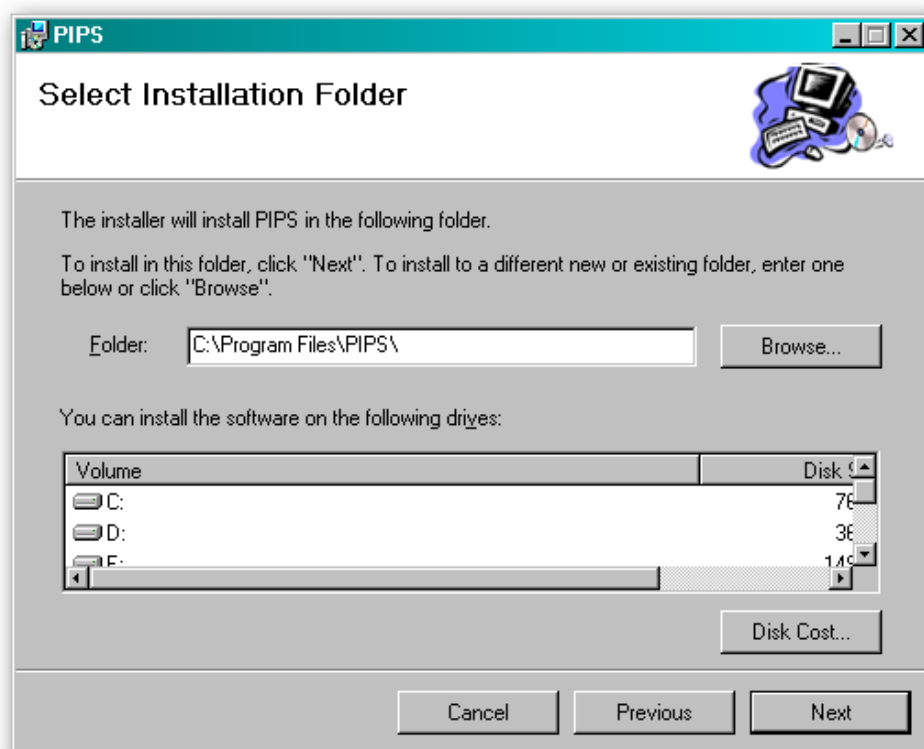 PIPS
Select Installation Folder
The installer will install PIPS in the following folder.
To install in this folder, click "Next". To install to a different new or existing folder, enter one
below or click "Browse".
Folder: C:\Program Files\PIPS\ Browse...
You can install the software on the following drives:
Volume Disk
C:
D:
Disk Cost...
Cancel Previous Next